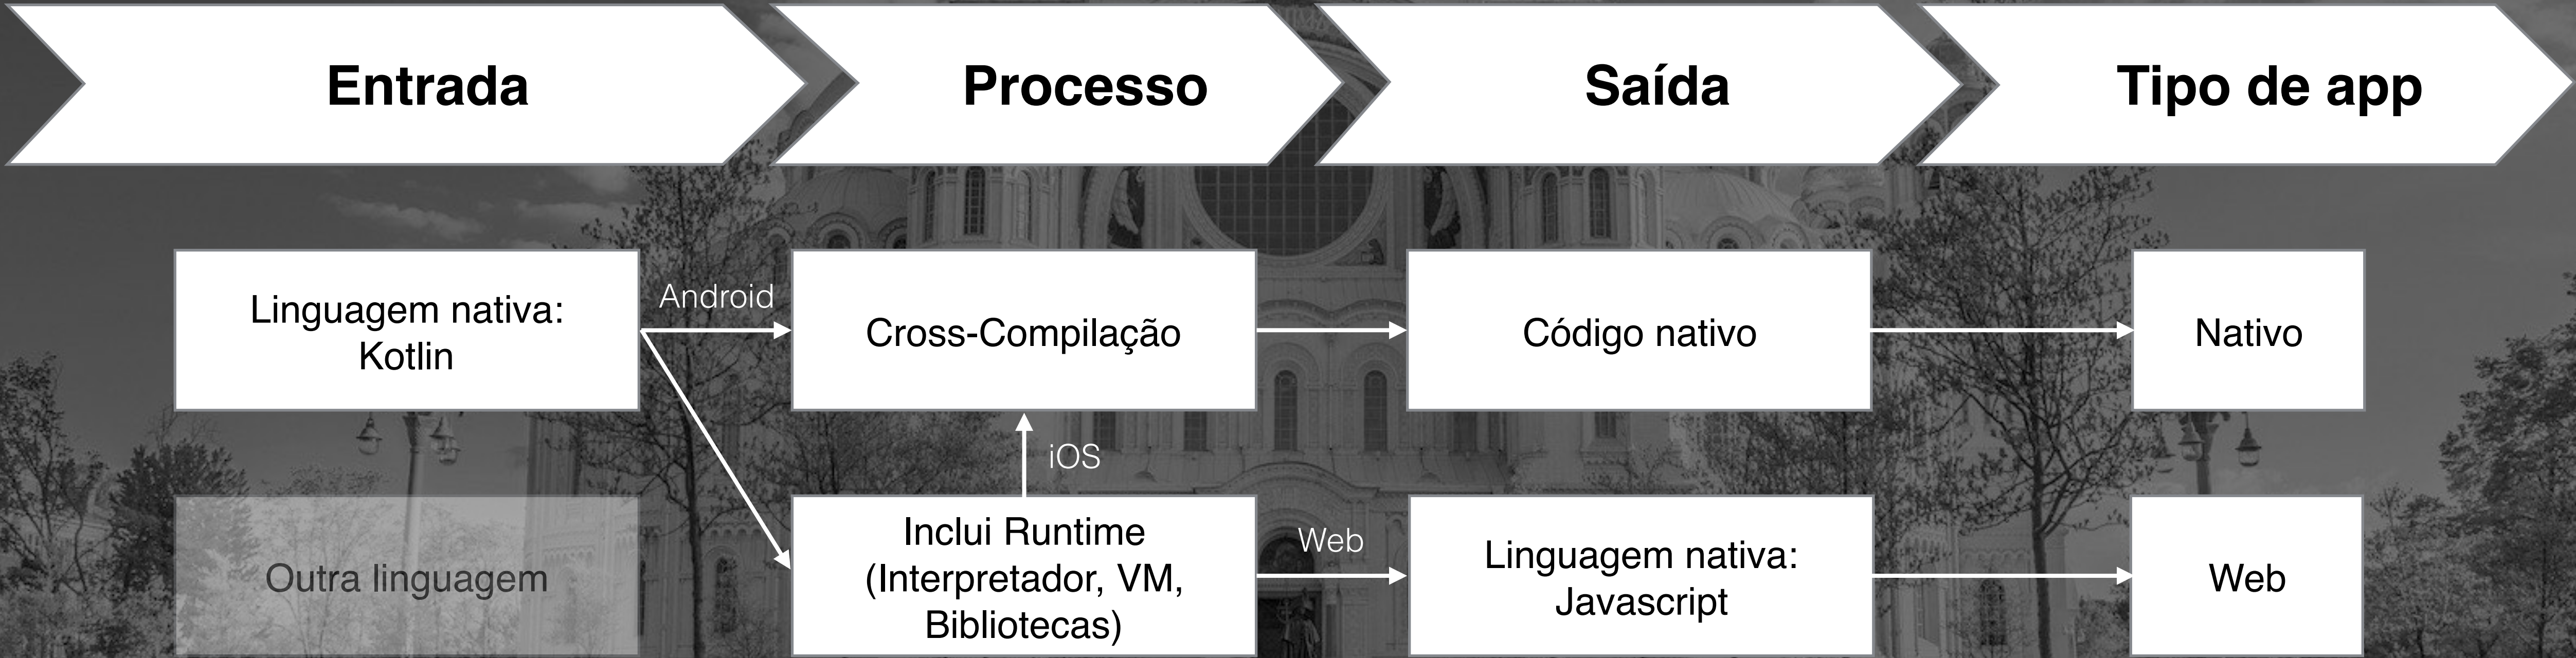 Entrada
Processo
Saída
Tipo de app
Linguagem nativa:
Kotlin
Android
Cross-Compilação
Código nativo
Nativo
iOS
Outra linguagem
Inclui Runtime
(Interpretador, VM,
Bibliotecas)
Web
Linguagem nativa:
Javascript
Web